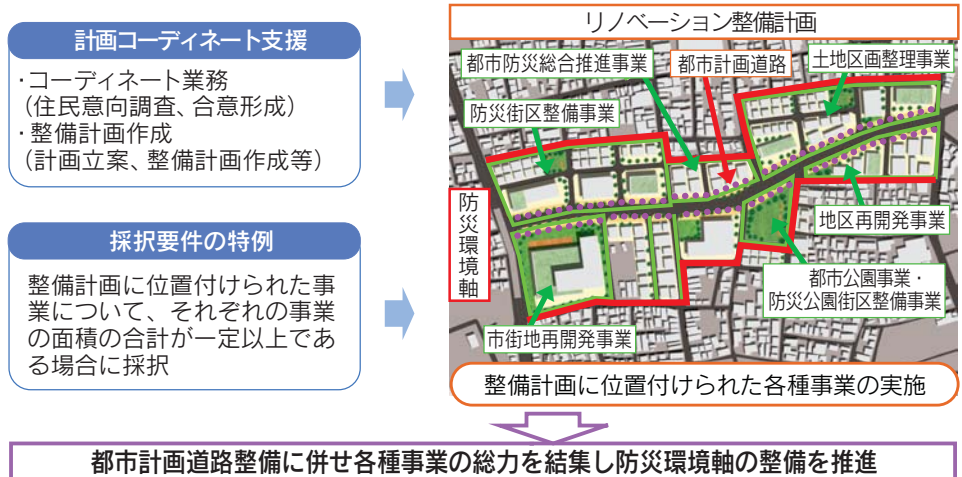 計画コーディネート支援
・コーディネート業務
（住民意向調査、合意形成）
・整備計画作成
（計画立案、整備計画作成等）
採択要件の特例
整備計画に位置付けられた事
業について、それぞれの事業
の面積の合計が一定以上であ
る場合に採択
リノベーション整備計画
都市防災総合推進事業
都市計画道路
土地区画整理事業
防災街区整備事業
防災環境軸
地区再開発事業
都市公園事業・
防災公園街区整備事業
市街地再開発事業
整備計画に位置付けられた各種事業の実施
都市計画道路整備に併せ各種事業の総力を結集し防災環境軸の整備を推進